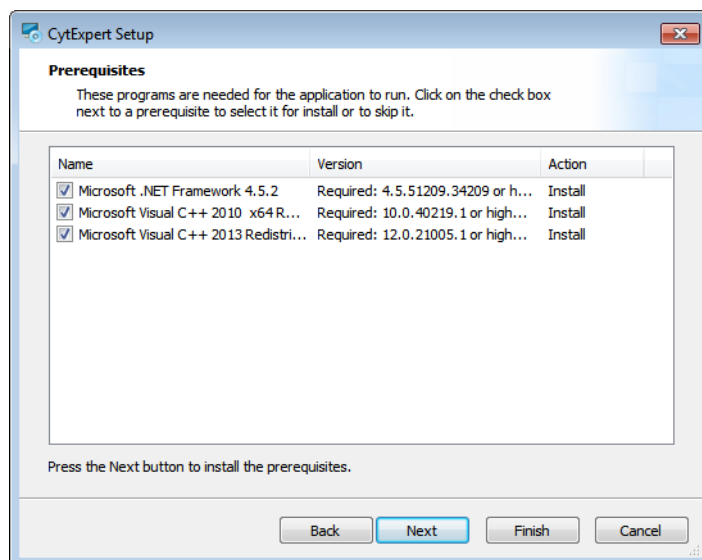 CytExpert Setup
Prerequisites
These programs are needed for the application to run. Click on the check box
next to a prerequisite to select it for install or to skip it.
Name Version Action
Microsoft .NET Framework 4.5.2 Required: 4.5.51209.34209 or h... Install
Microsoft Visual C++ 2010 x64 R... Required: 10.0.40219.1 or high... Install
Microsoft Visual C++ 2013 Redistri... Required: 12.0.21005.1 or high... Install
Press the Next button to install the prerequisites.
Back Next Finish Cancel